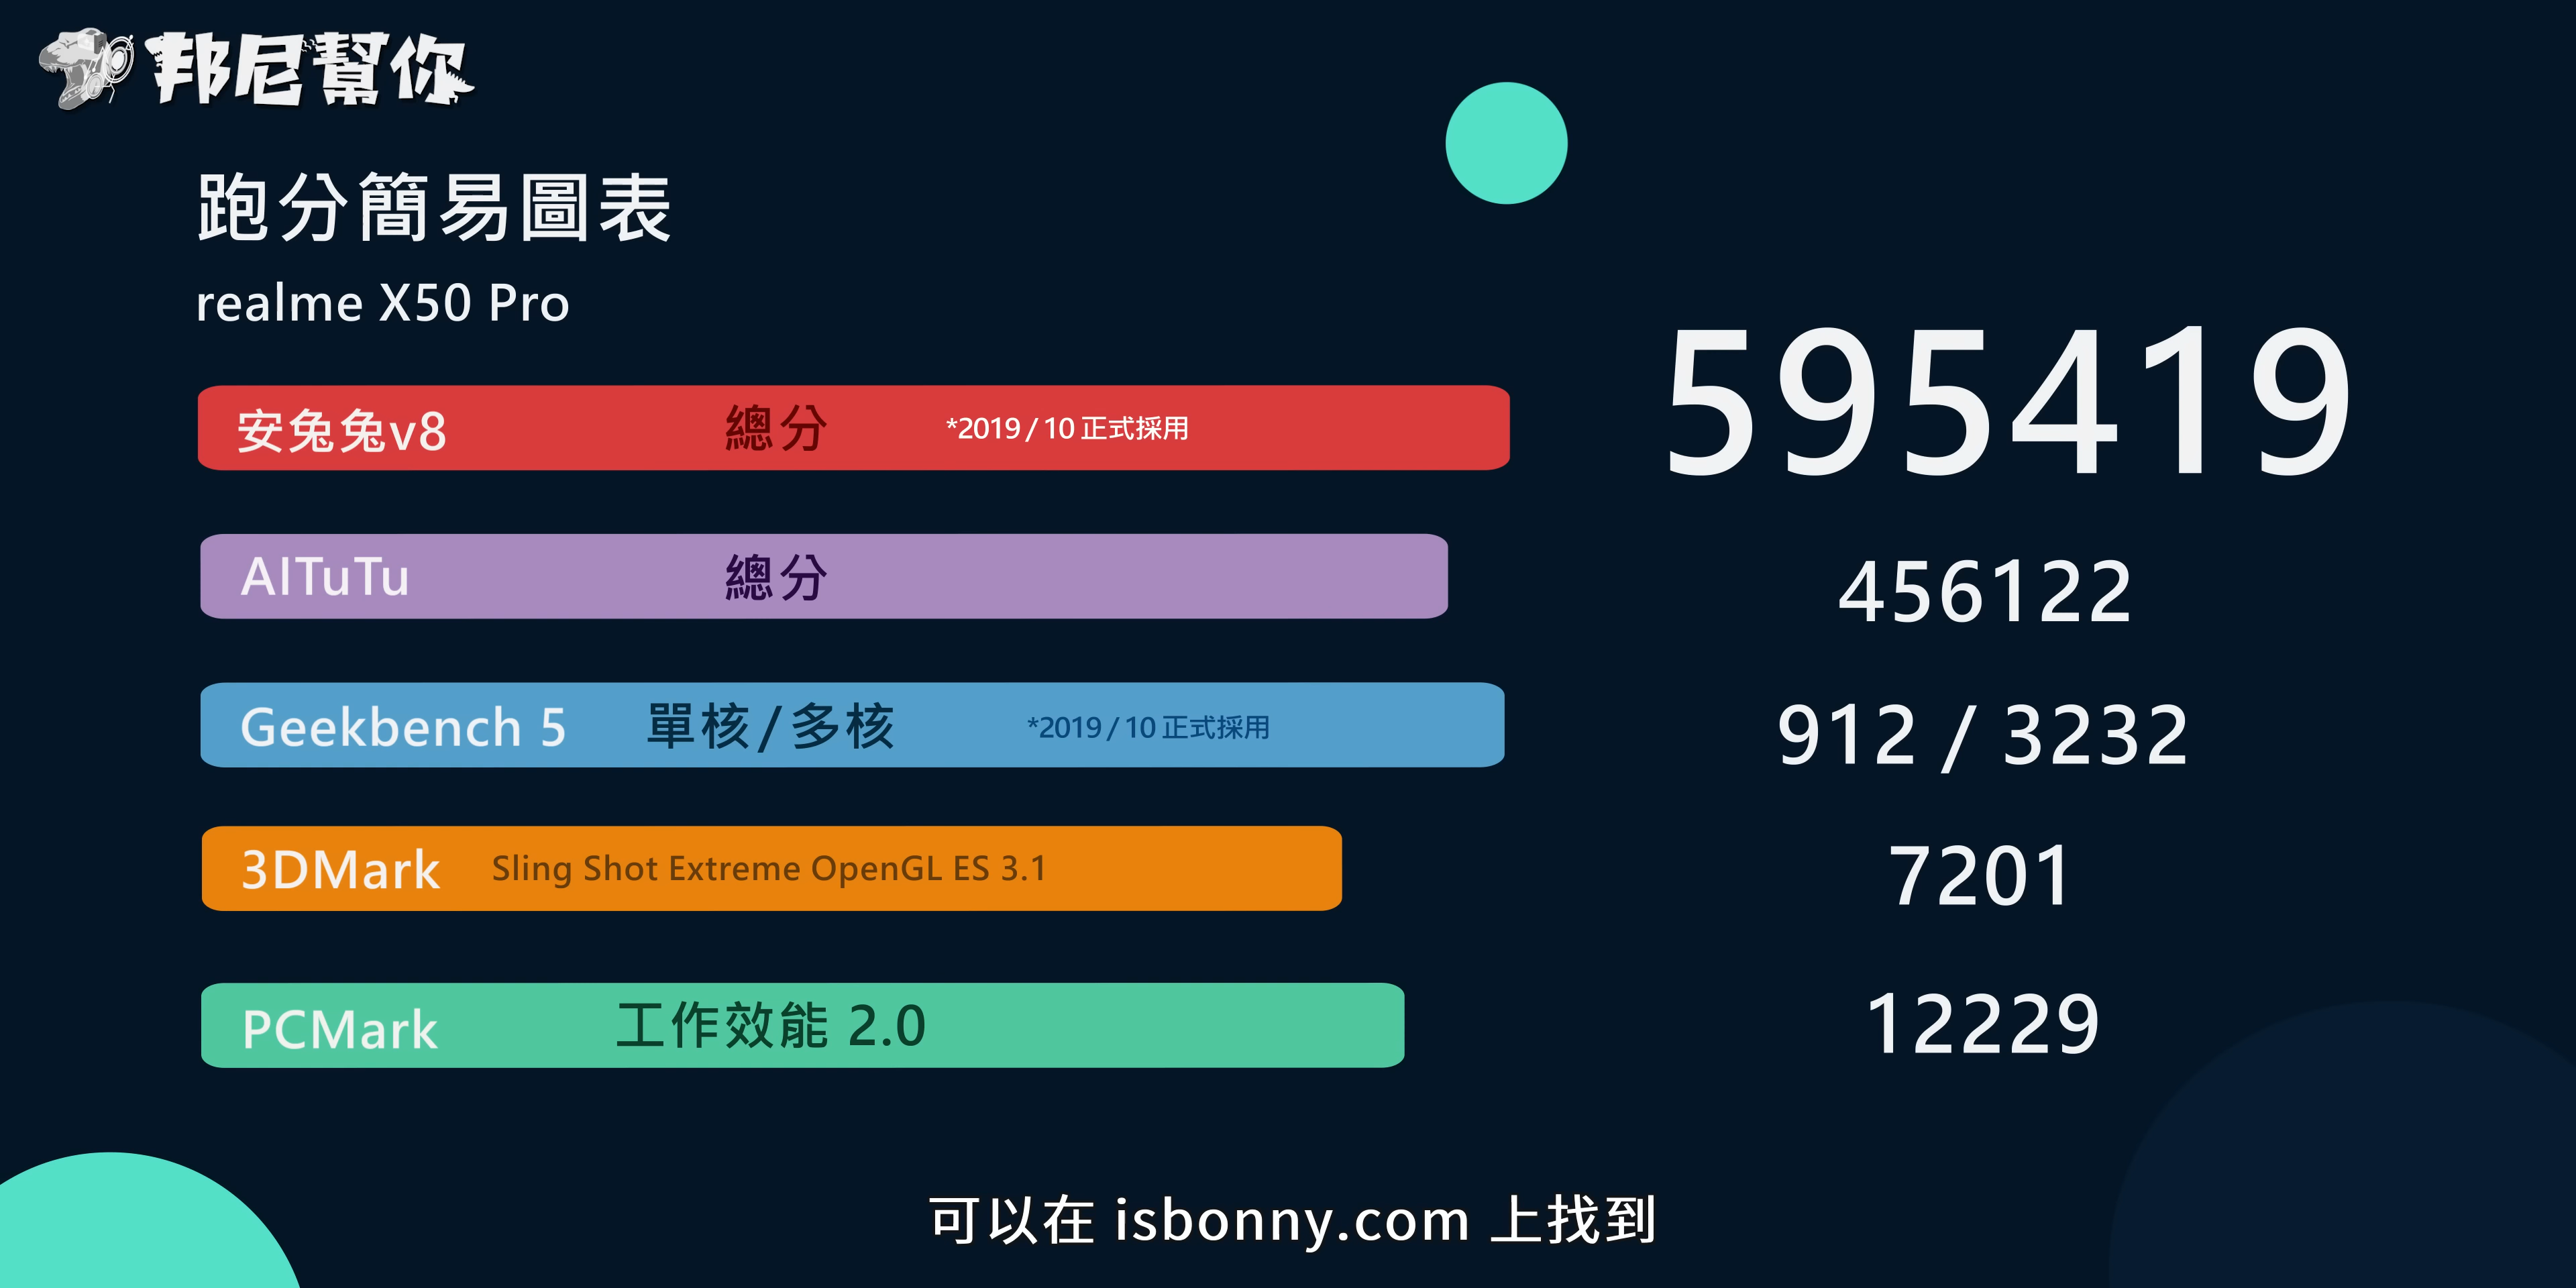 邦尼幫你
跑分簡易圖表
realme X50 Pro
安兔兔v8 總分 *2019/10 正式採用 595419
AITuTu 總分 456122
Geekbench 5 單核/多核 *2019/10 正式採用 912 / 3232
3DMark Sling Shot Extreme OpenGL ES 3.1 7201
PCMark 工作效能 2.0 12229
可以在 isbonny.com 上找到